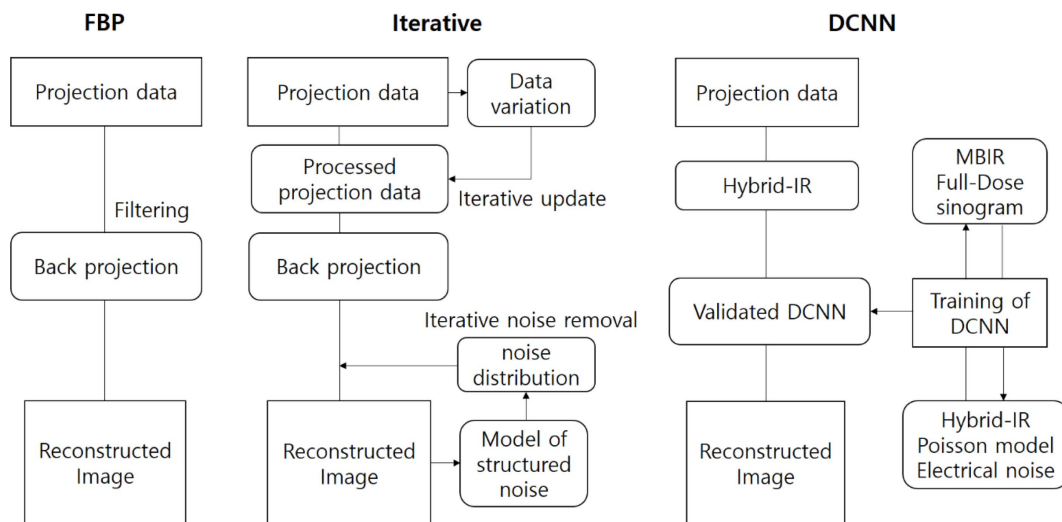 FBP
Projection data
Filtering
Back projection
Reconstructed
Image
Iterative
Projection data
Data
variation
Processed
projection data
Iterative update
Back projection
Iterative noise removal
noise
distribution
Reconstructed
Image
Model of
structured
noise
DCNN
Projection data
Hybrid-IR
MBIR
Full-Dose
sinogram
Validated DCNN
Training of
DCNN
Reconstructed
Image
Hybrid-IR
Poisson model
Electrical noise